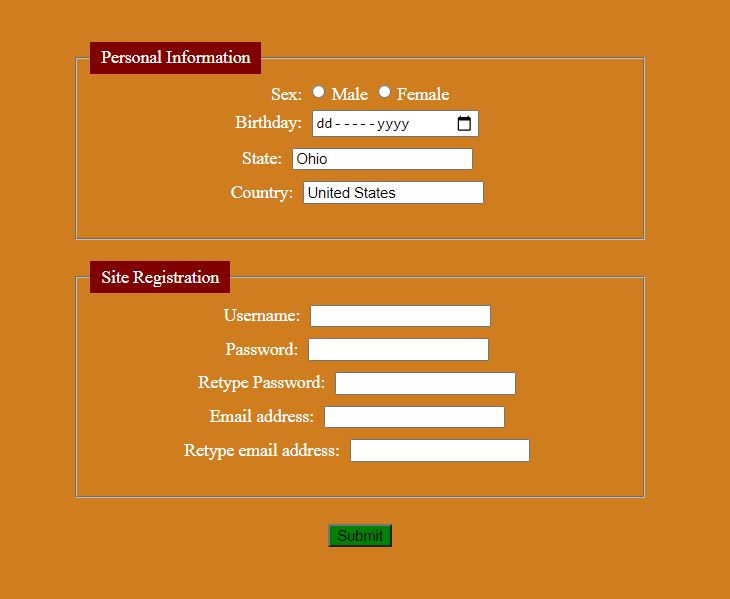 Personal Information
Sex: Male Female
Birthday: dd-----yyyy
State: Ohio
Country: United States
Site Registration
Username:
Password:
Retype Password:
Email address:
Retype email address:
Submit